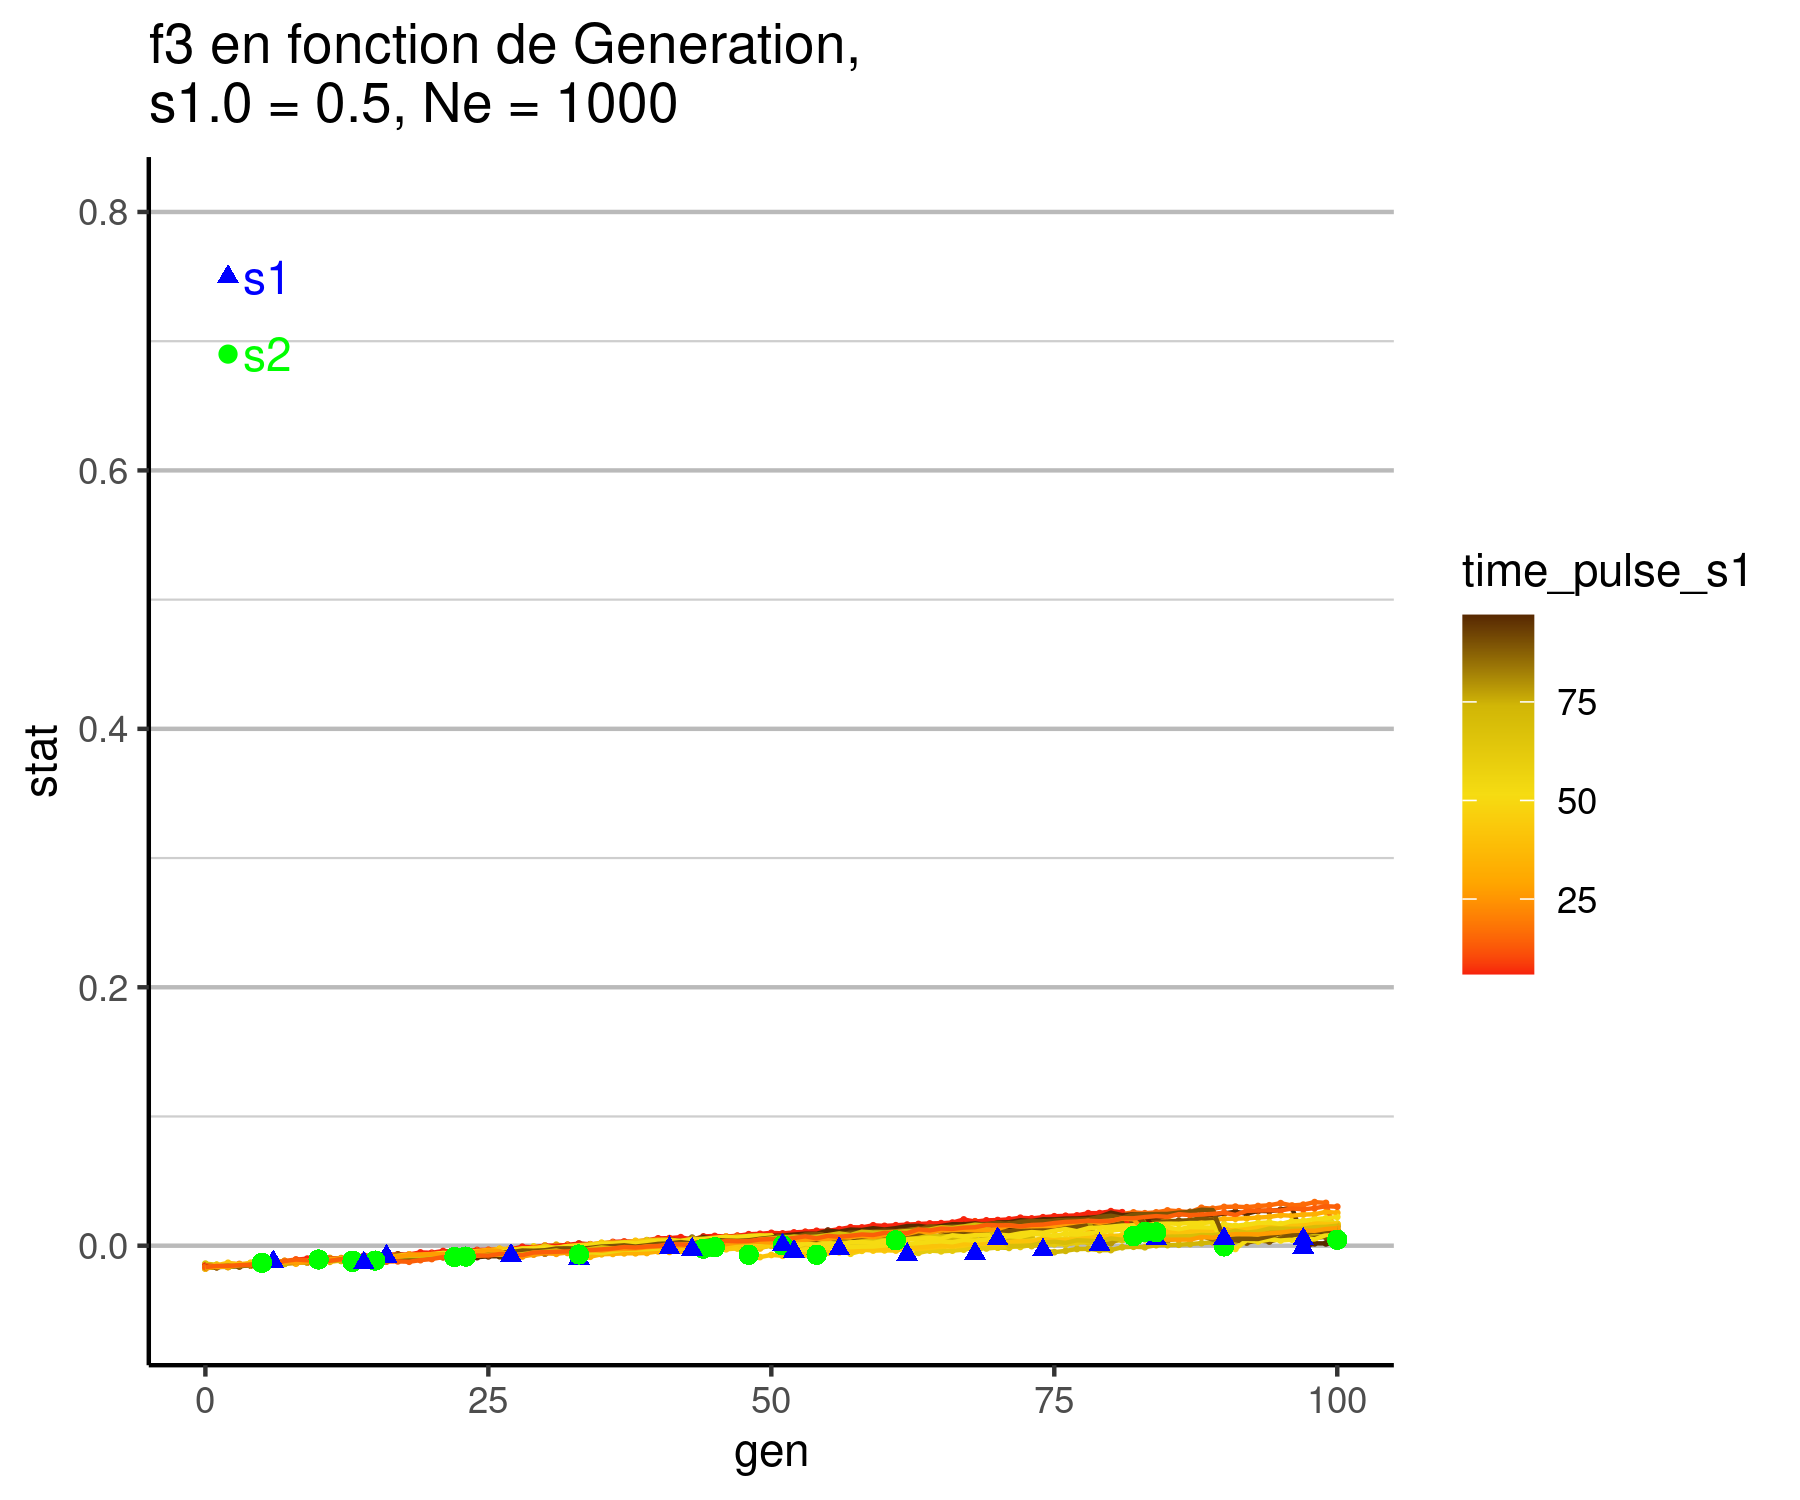 f3 en fonction de Generation,
s1.0 = 0.5, Ne = 1000
0.8
s1
s2
0.6
0.4
0.2
0.0
stat
0
25
50
75
100
gen
time_pulse_s1
75
50
25